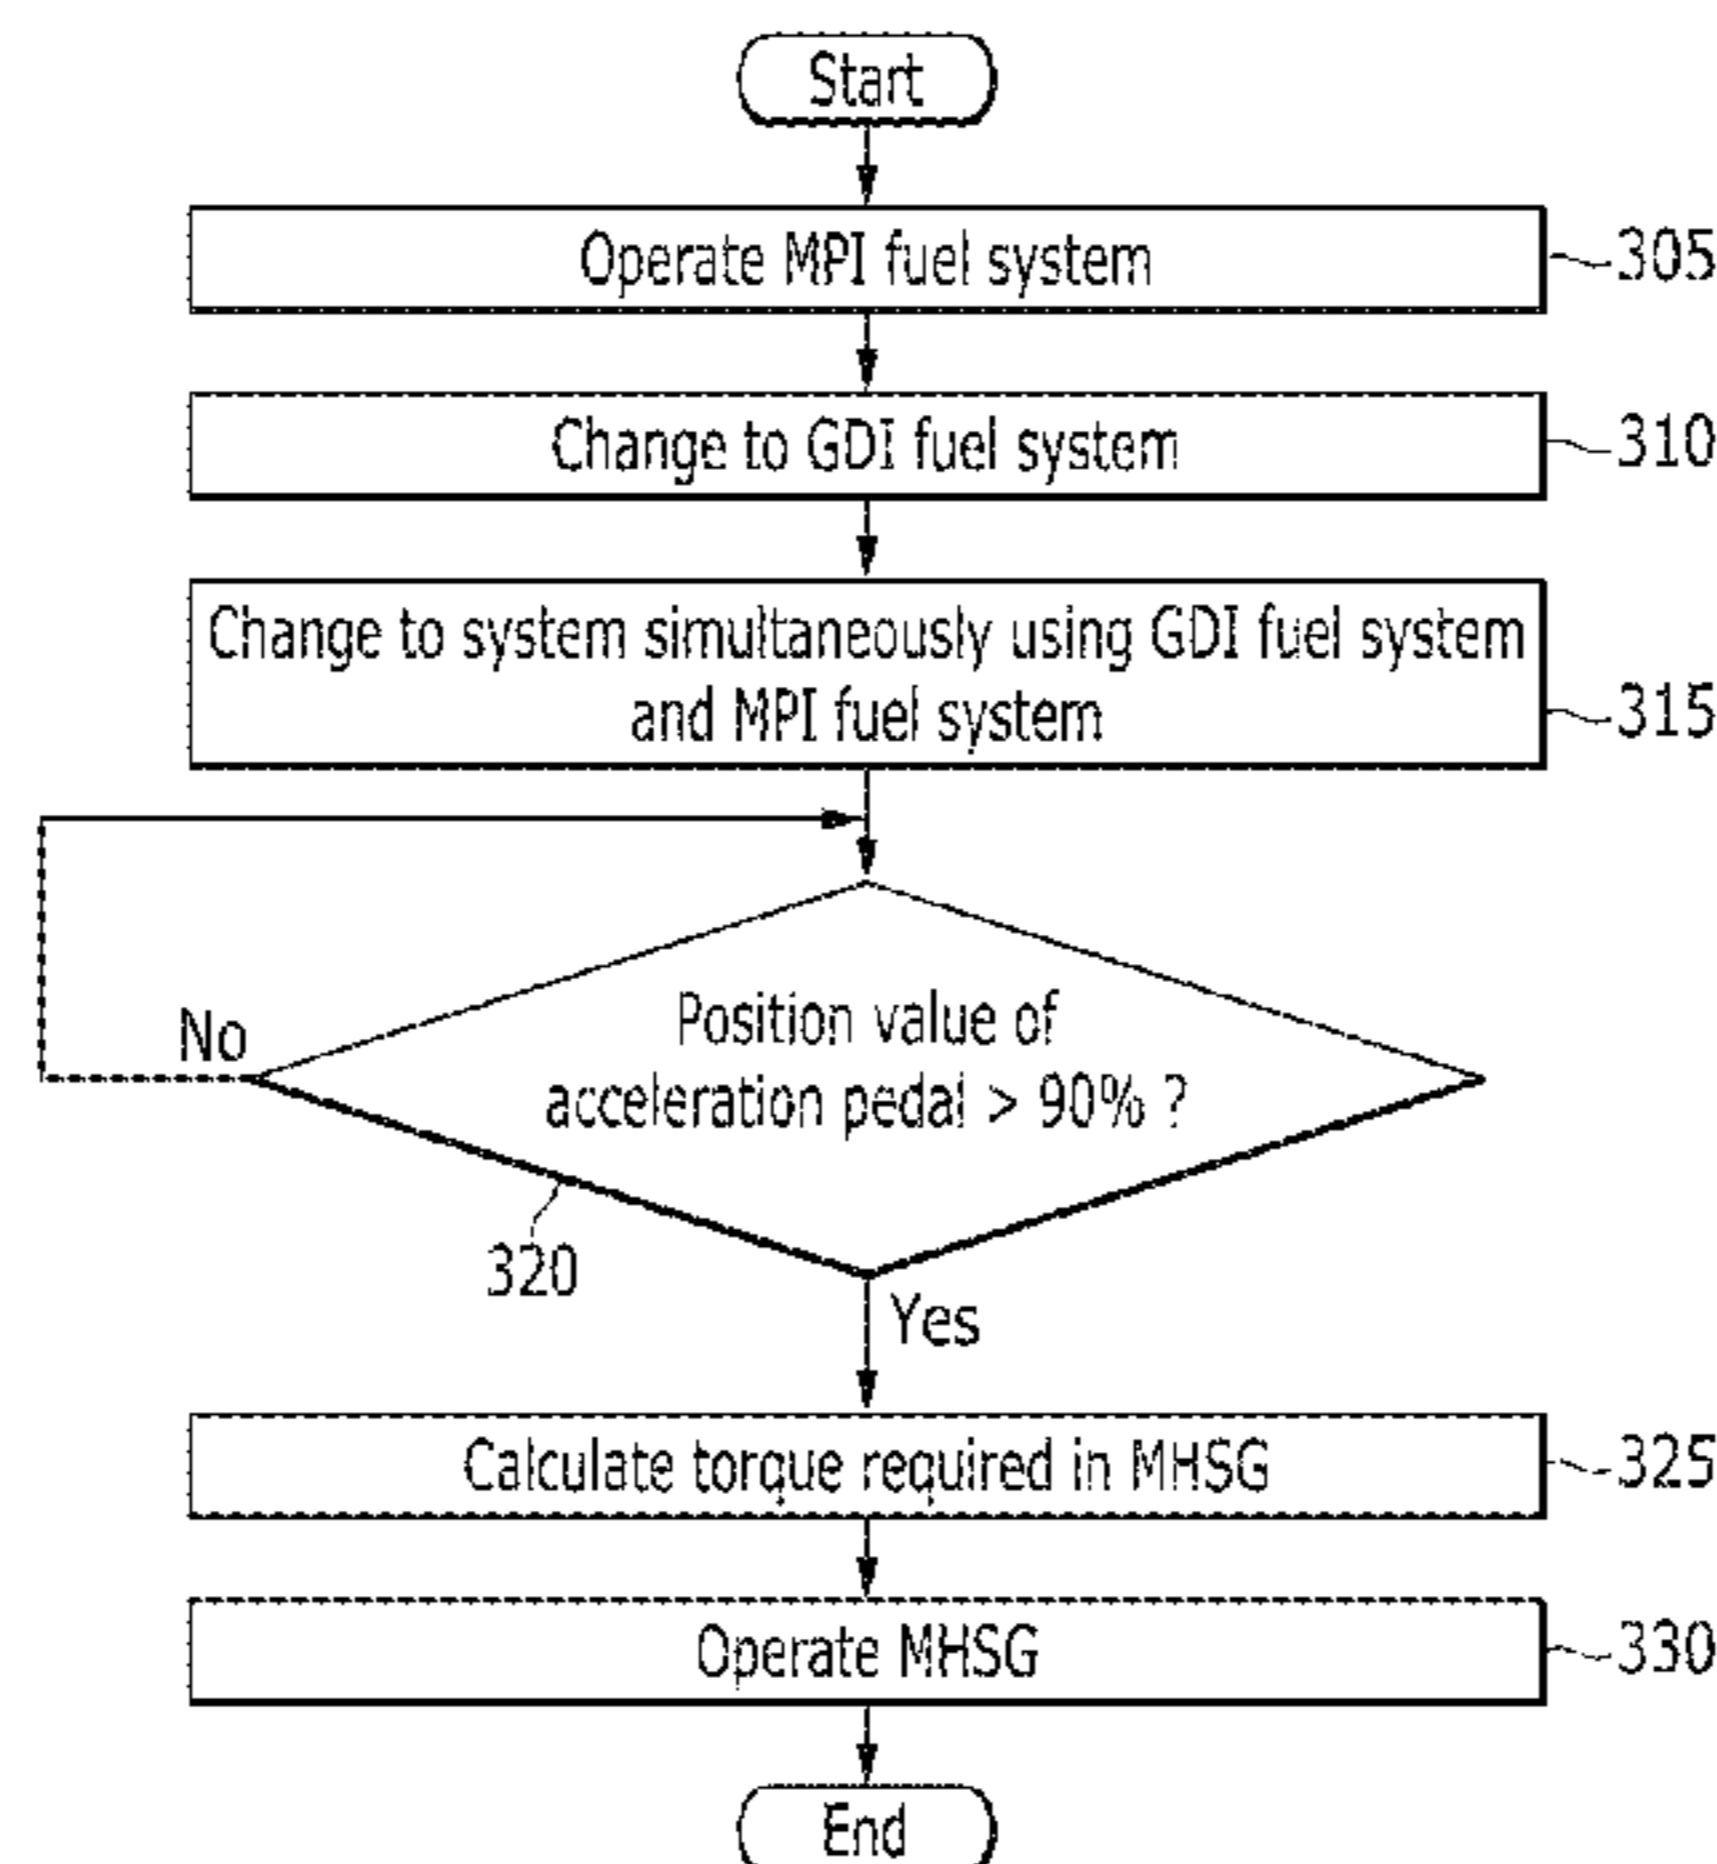 Start
Operate MPI fuel system
305
Change to GDI fuel system
310
Change to system simultaneously using GDI fuel system
and MPI fuel system
315
No
Position value of
acceleration pedal > 90% ?
320
Yes
Calculate torque required in MHSG
325
Operate MHSG
330
End